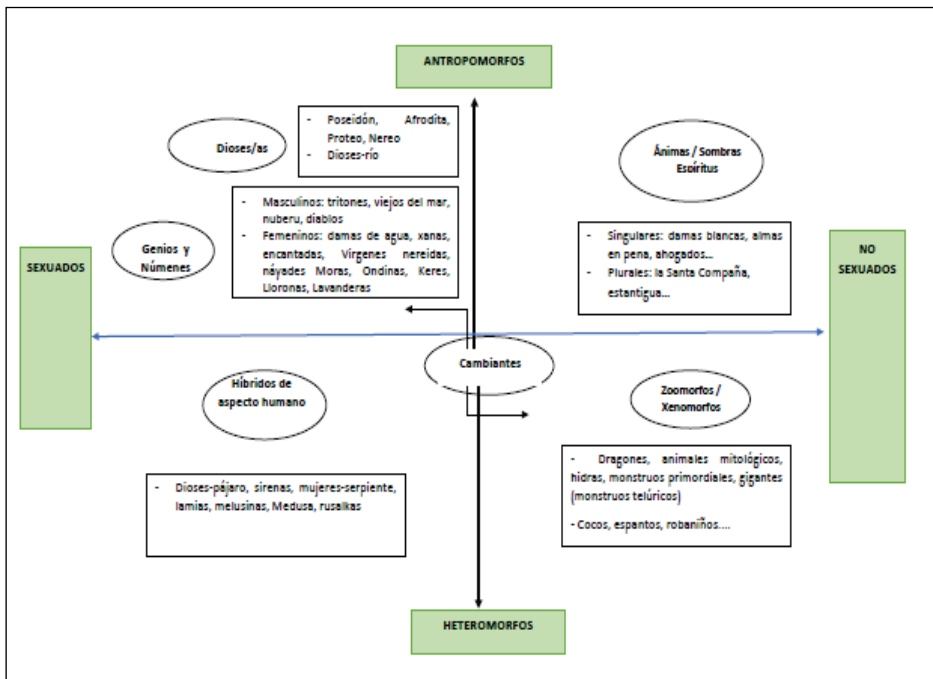 ANTROPOMORFOS
Dioses/as
- Poseidón, Afrodita,
Proteo, Nereo
- Dioses-río
Ánimas / Sombras
Espíritus
Genios y
Númenes
- Masculinos: tritones, viejos del mar,
nuberu, diablos
- Femeninos: damas de agua, xanas,
encantadas, Vírgenes nereidas,
náyades Moras, Ondinas, Keres,
Lloronas, Lavanderas
- Singulares: damas blancas, almas
en pena, ahogados...
- Plurales: la Santa Compaña,
estantigua...
SEXUADOS
NO
SEXUADOS
Cambiantes
Híbridos de
aspecto humano
Zoomorfos /
Xenomorfos
- Dioses-pájaro, sirenas, mujeres-serpiente,
lamias, melusinas, Medusa, rusalkas
- Dragones, animales mitológicos,
hidras, monstruos primordiales, gigantes
(monstruos telúricos)
- Cocos, espantos, robaniños....
HETEROMORFOS